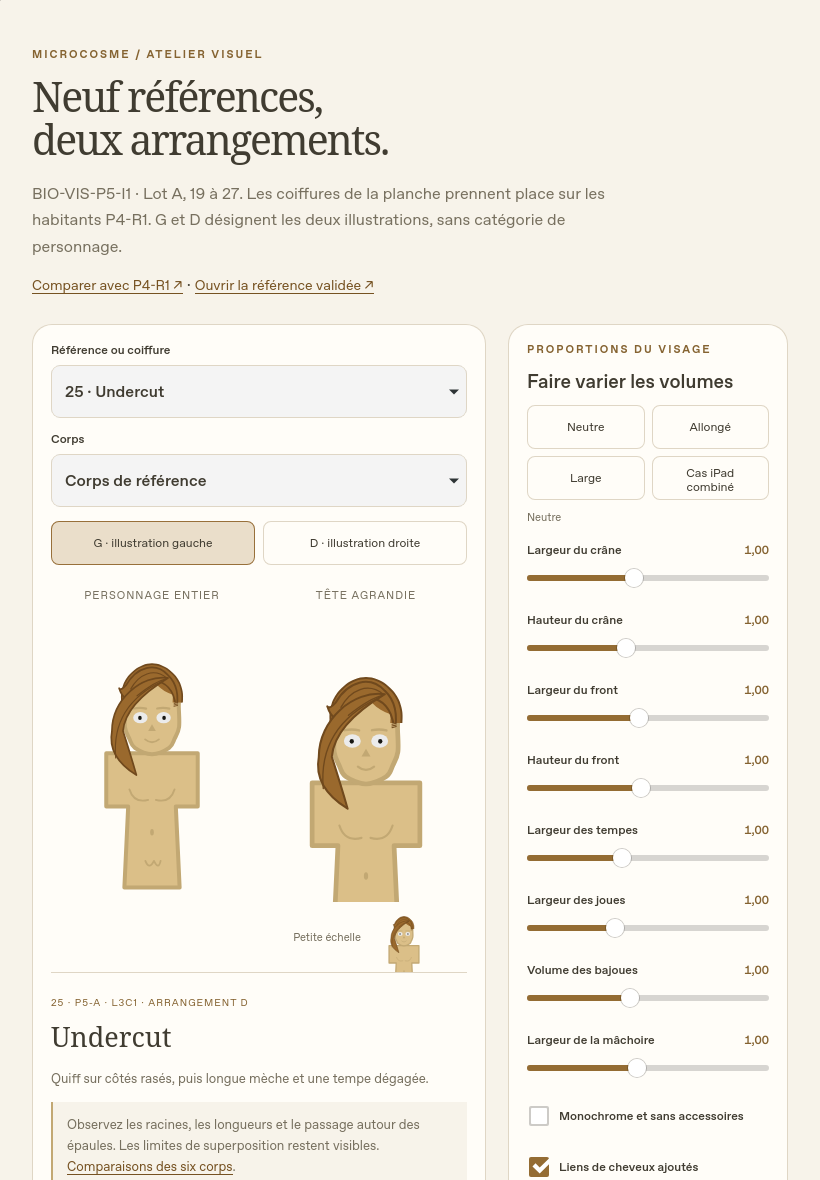 MICROCOSME / ATELIER VISUEL
Neuf références,
deux arrangements.
BIO-VIS-P5-I1 · Lot A, 19 à 27. Les coiffures de la planche prennent place sur les
habitants P4-R1. G et D désignent les deux illustrations, sans catégorie de
personnage.
Comparer avec P4-R1 ↗ · Ouvrir la référence validée ↗
Référence ou coiffure
25 · Undercut
Corps
Corps de référence
G · illustration gauche
D · illustration droite
PERSONNAGE ENTIER
TÊTE AGRANDIE
Petite échelle
25 · P5-A · L3C1 · ARRANGEMENT D
Undercut
Quiff sur côtés rasés, puis longue mèche et une tempe dégagée.
Observez les racines, les longueurs et le passage autour des
épaules. Les limites de superposition restent visibles.
Comparaisons des six corps.
PROPORTIONS DU VISAGE
Faire varier les volumes
Neutre
Allongé
Large
Cas iPad
combiné
Neutre
Largeur du crâne 1,00
Hauteur du crâne 1,00
Largeur du front 1,00
Hauteur du front 1,00
Largeur des tempes 1,00
Largeur des joues 1,00
Volume des bajoues 1,00
Largeur de la mâchoire 1,00
Monochrome et sans accessoires
Liens de cheveux ajoutés